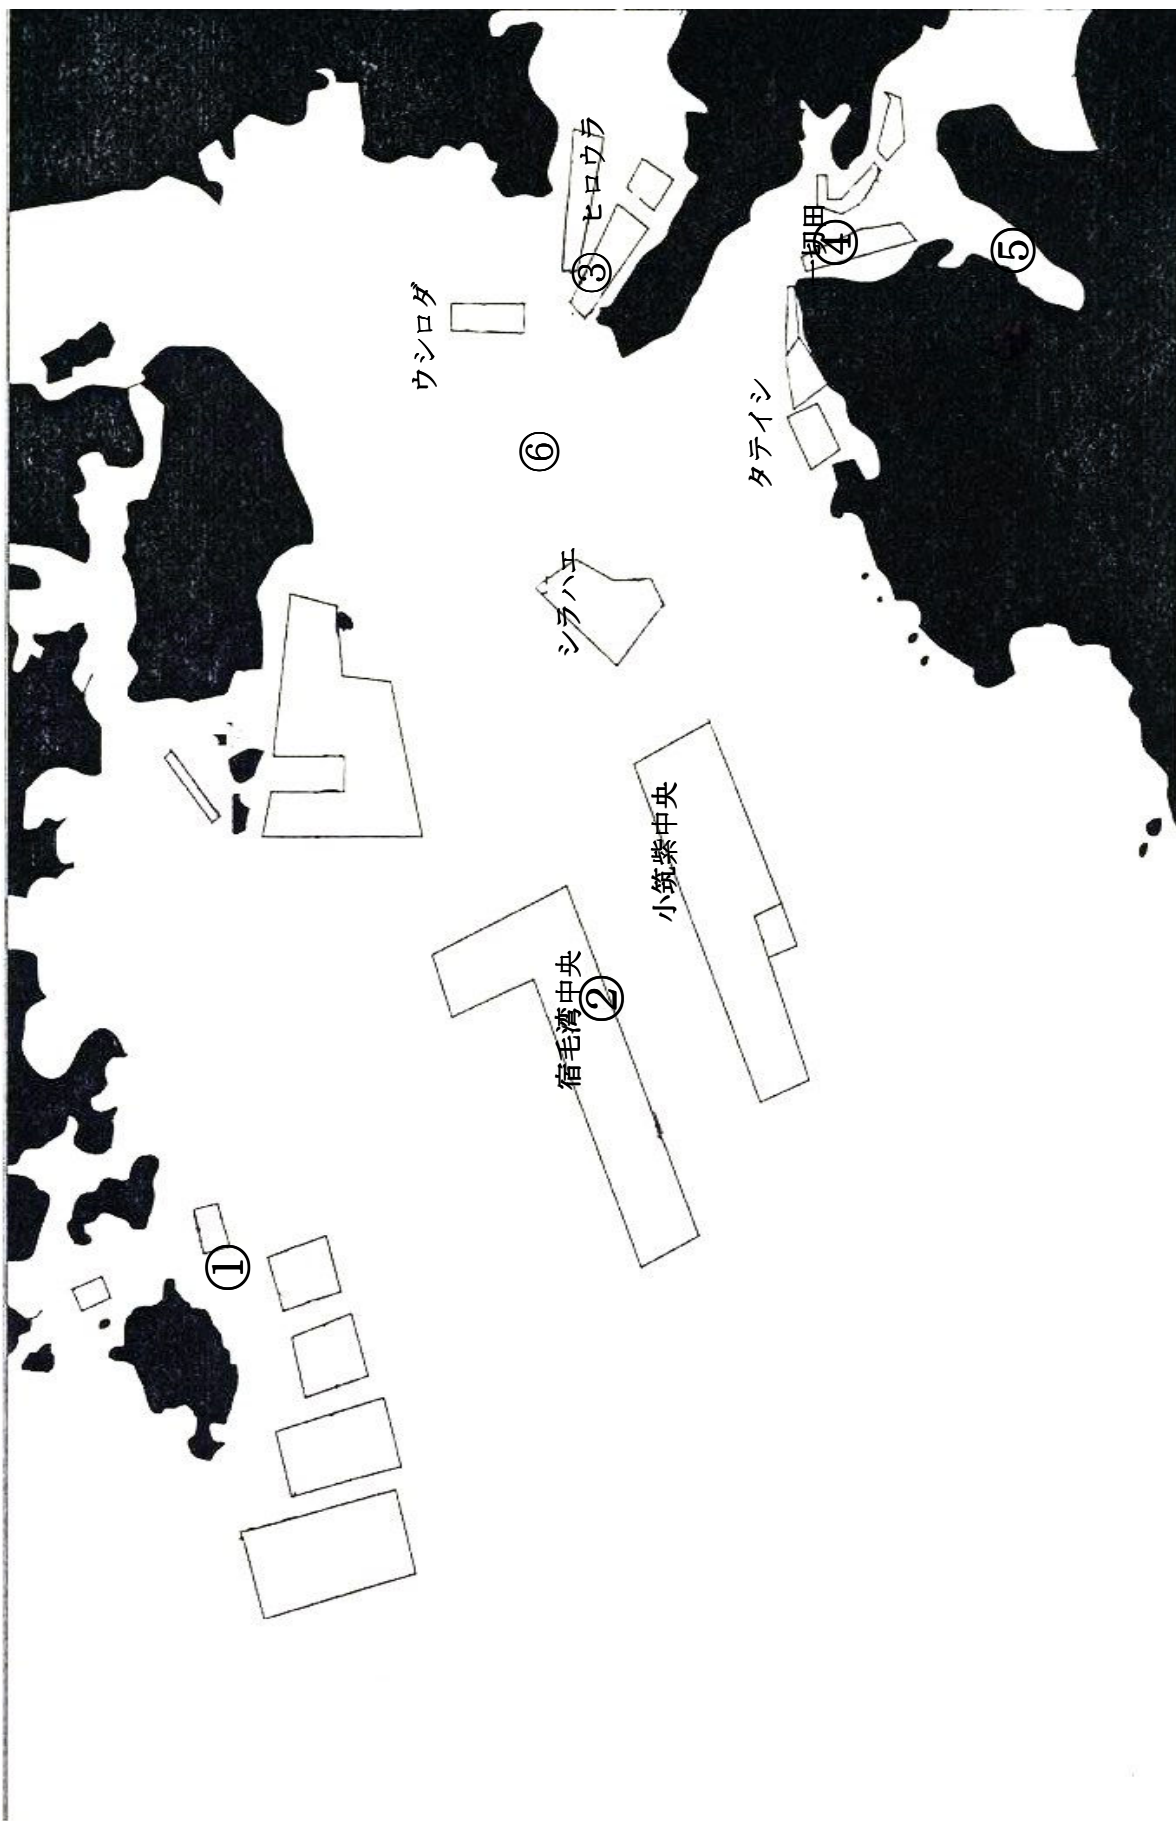 ①
宿毛湾中央
②
小筑紫中央
シラハエ
⑥
ウシロダ
タテイシ
ヒロウラ
③
一切田
④
⑤